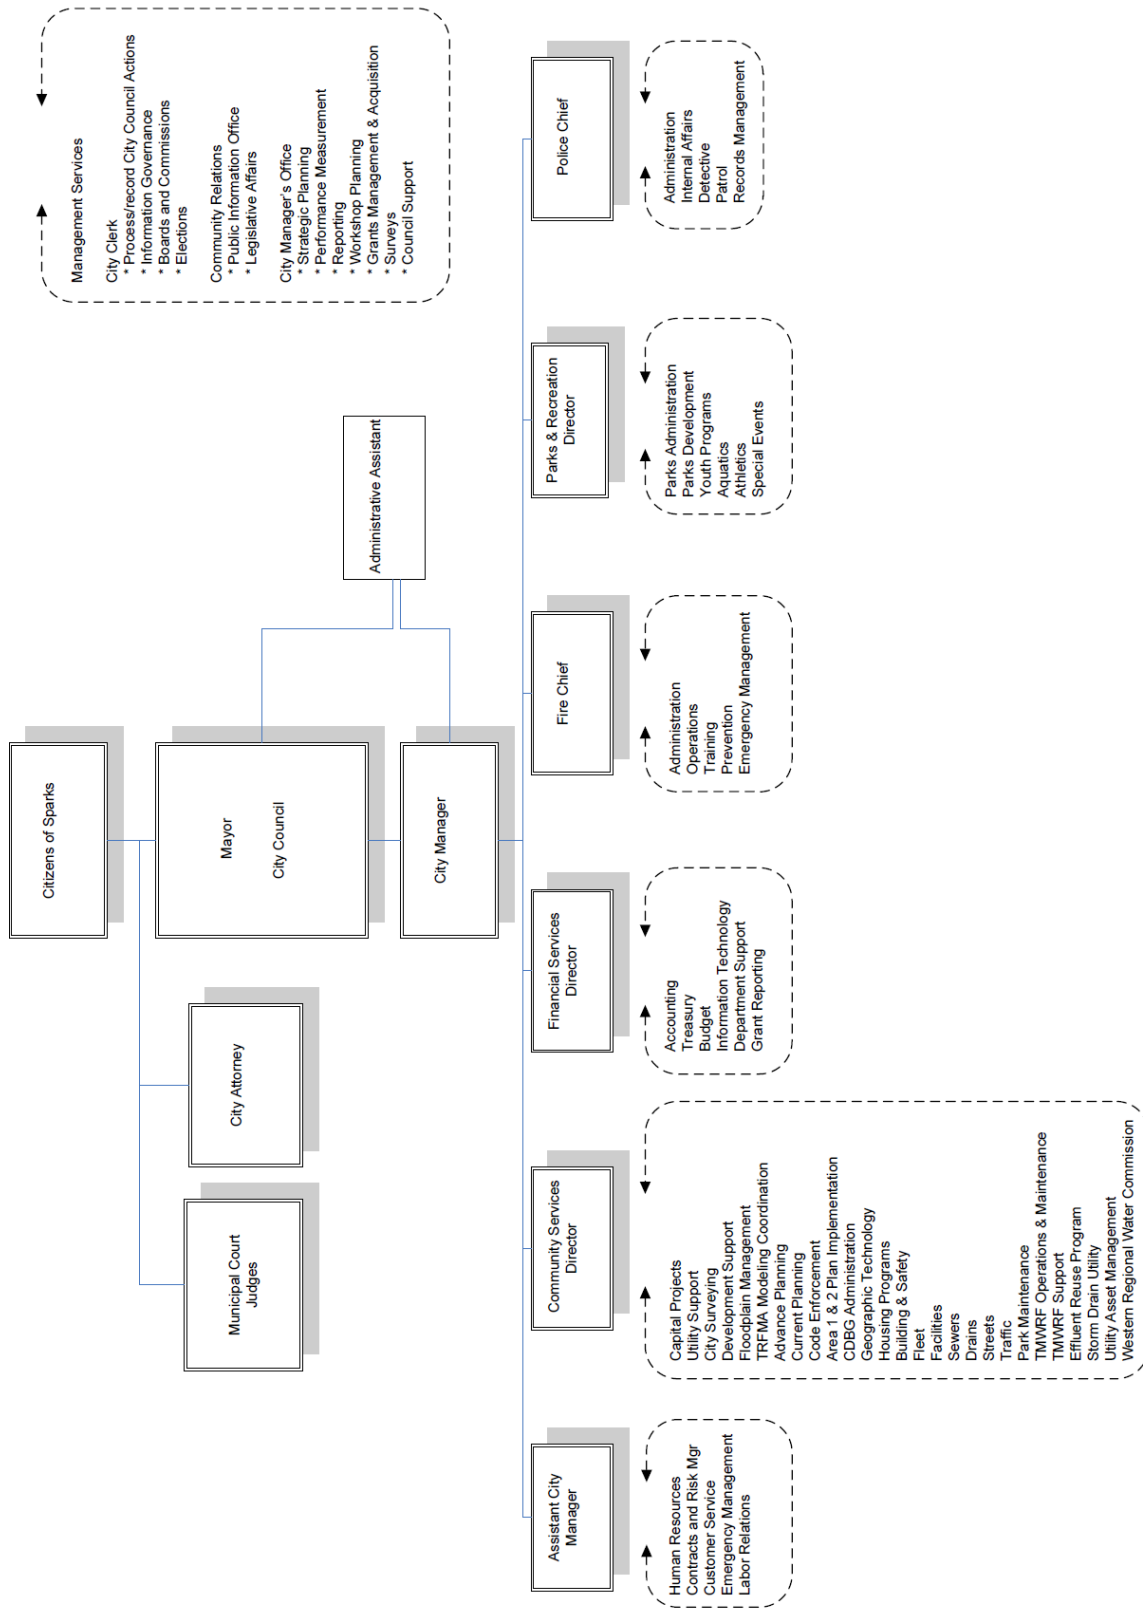 Citizens of Sparks
Mayor
City Council
Municipal Court
Judges
City Attorney
City Manager
Administrative Assistant
Management Services
City Clerk
* Process/record City Council Actions
* Information Governance
* Boards and Commissions
* Elections
Community Relations
* Public Information Office
* Legislative Affairs
City Manager's Office
* Strategic Planning
* Performance Measurement
* Reporting
* Workshop Planning
* Grants Management & Acquisition
* Surveys
* Council Support
Assistant City
Manager
Human Resources
Contracts and Risk Mgr
Customer Service
Emergency Management
Labor Relations
Community Services
Director
Capital Projects
Utility Support
City Surveying
Development Support
Floodplain Management
TRFMA Modeling Coordination
Advance Planning
Current Planning
Code Enforcement
Area 1 & 2 Plan Implementation
CDBG Administration
Geographic Technology
Housing Programs
Building & Safety
Fleet
Facilities
Sewers
Drains
Streets
Traffic
Park Maintenance
TMWRF Operations & Maintenance
TMWRF Support
Effluent Reuse Program
Storm Drain Utility
Utility Asset Management
Western Regional Water Commission
Financial Services
Director
Accounting
Treasury
Budget
Information Technology
Department Support
Grant Reporting
Fire Chief
Administration
Operations
Training
Prevention
Emergency Management
Parks & Recreation
Director
Parks Administration
Parks Development
Youth Programs
Aquatics
Athletics
Special Events
Police Chief
Administration
Internal Affairs
Detective
Patrol
Records Management